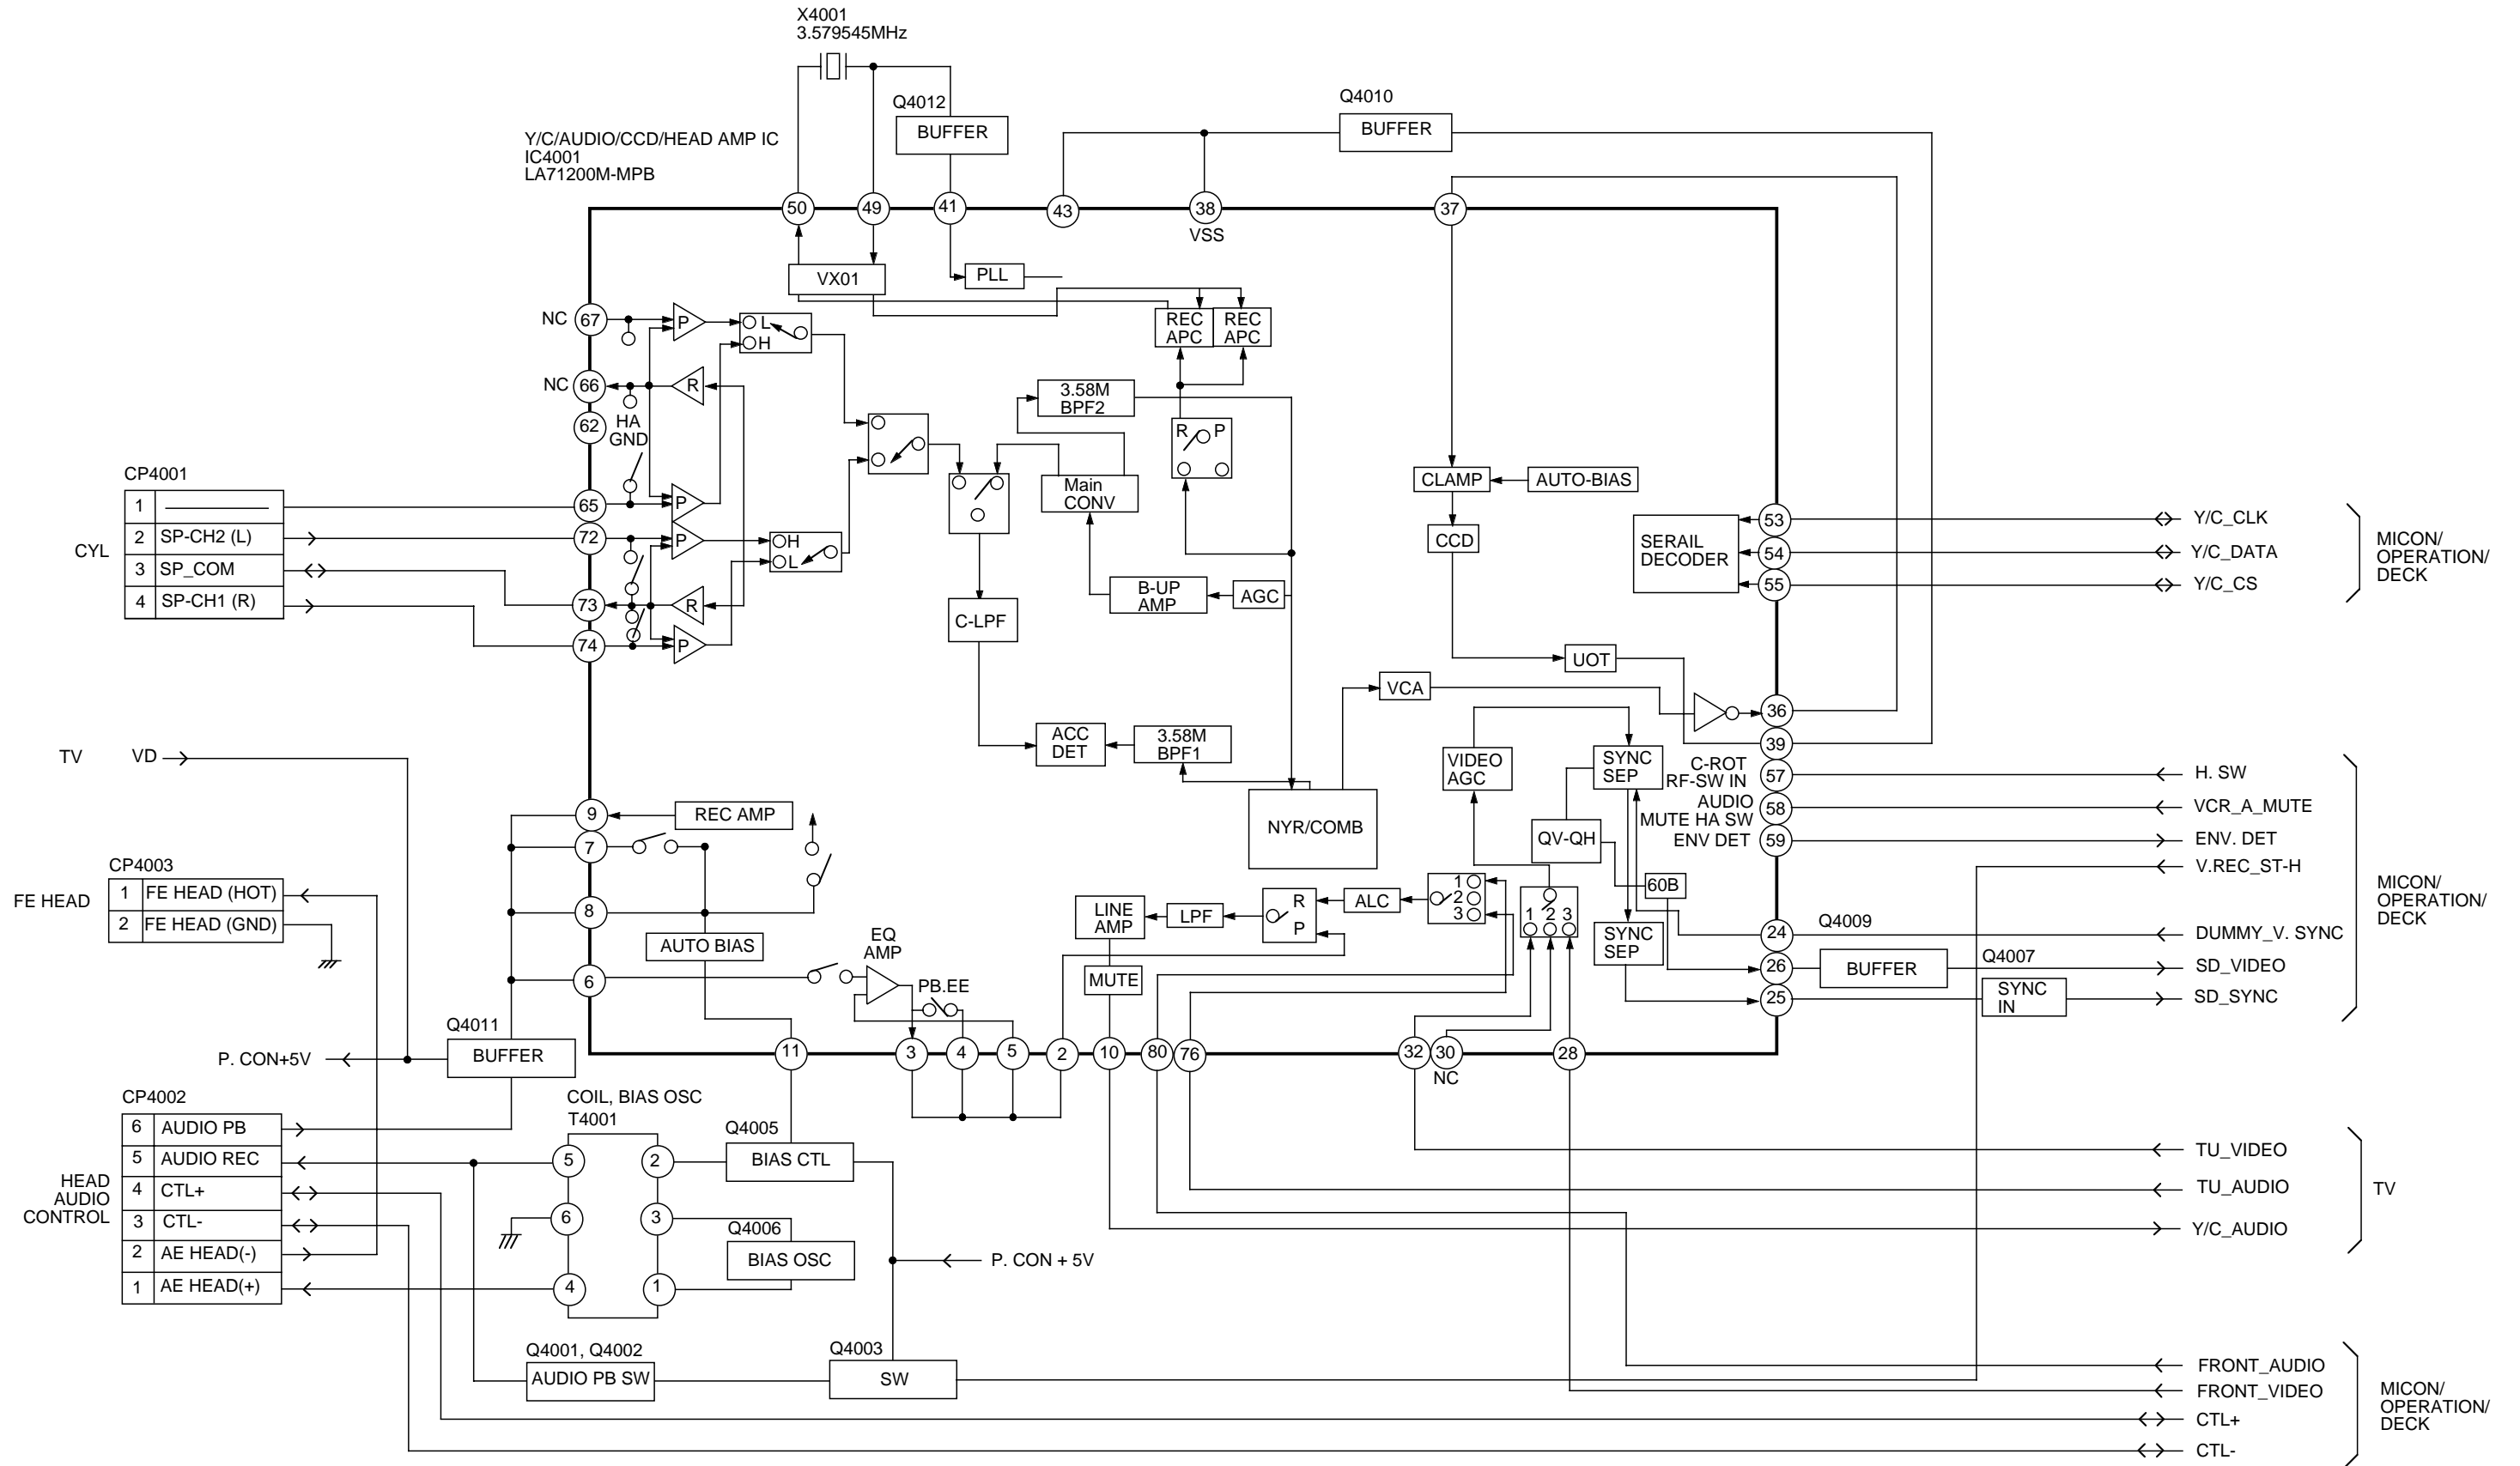 X4001
3.579545MHz
Q4012
BUFFER
Q4010
BUFFER
Y/C/AUDIO/CCD/HEAD AMP IC
IC4001
LA71200M-MPB
50
49
41
43
38
VSS
37
VX01
PLL
NC
67
P
L
H
REC
APC
REC
APC
NC
66
R
62
HA
GND
3.58M
BPF2
R
P
CP4001
CYL
1
2
SP-CH2 (L)
3
SP_COM
4
SP-CH1 (R)
65
P
72
P
H
L
73
R
74
P
Main
CONV
C-LPF
B-UP
AMP
AGC
CLAMP
AUTO-BIAS
CCD
SERAIL
DECODER
53
54
55
Y/C_CLK
Y/C_DATA
Y/C_CS
MICON/
OPERATION/
DECK
UOT
VCA
36
39
ACC
DET
3.58M
BPF1
VIDEO
AGC
SYNC
SEP
C-ROT
RF-SW IN
57
AUDIO
MUTE HA SW
58
ENV DET
59
H. SW
VCR_A_MUTE
ENV. DET
V.REC_ST-H
MICON/
OPERATION/
DECK
TV
VD
9
REC AMP
7
8
AUTO BIAS
6
NYR/COMB
QV-QH
60B
CP4003
FE HEAD
1
FE HEAD (HOT)
2
FE HEAD (GND)
EQ
AMP
PB.EE
LINE
AMP
LPF
R
P
ALC
1
2
3
1
2
3
SYNC
SEP
MUTE
24
Q4009
26
BUFFER
Q4007
25
SYNC
IN
DUMMY_V. SYNC
SD_VIDEO
SD_SYNC
Q4011
BUFFER
P. CON+5V
11
3
4
5
2
10
80
76
32
30
NC
28
CP4002
HEAD
AUDIO
CONTROL
6
AUDIO PB
5
AUDIO REC
4
CTL+
3
CTL-
2
AE HEAD(-)
1
AE HEAD(+)
COIL, BIAS OSC
T4001
5
2
6
3
4
1
Q4005
BIAS CTL
Q4006
BIAS OSC
P. CON + 5V
TU_VIDEO
TU_AUDIO
Y/C_AUDIO
TV
Q4001, Q4002
AUDIO PB SW
Q4003
SW
FRONT_AUDIO
FRONT_VIDEO
CTL+
CTL-
MICON/
OPERATION/
DECK